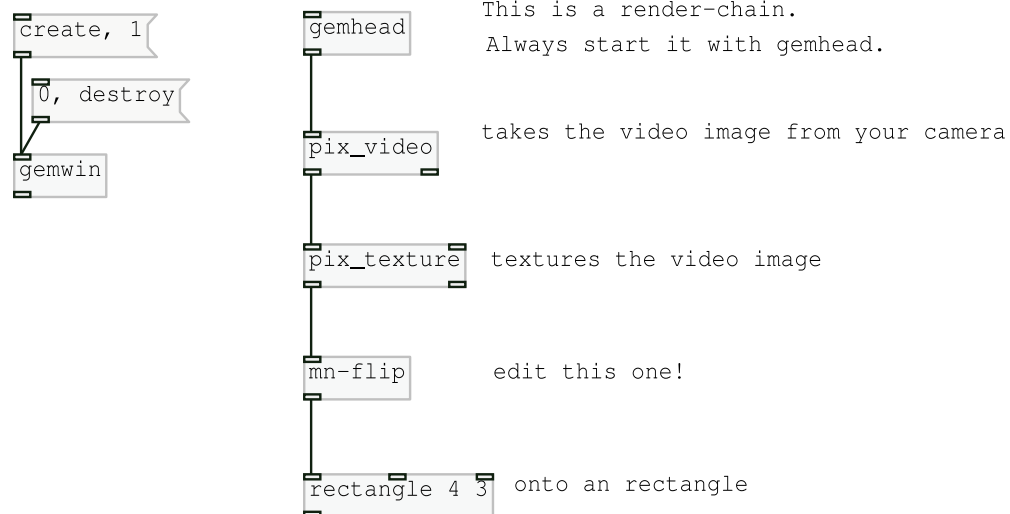 create, 1
0, destroy
gemwin
gemhead
This is a render-chain.
Always start it with gemhead.
pix_video
takes the video image from your camera
pix_texture
textures the video image
mn-flip
edit this one!
rectangle 4 3
onto an rectangle